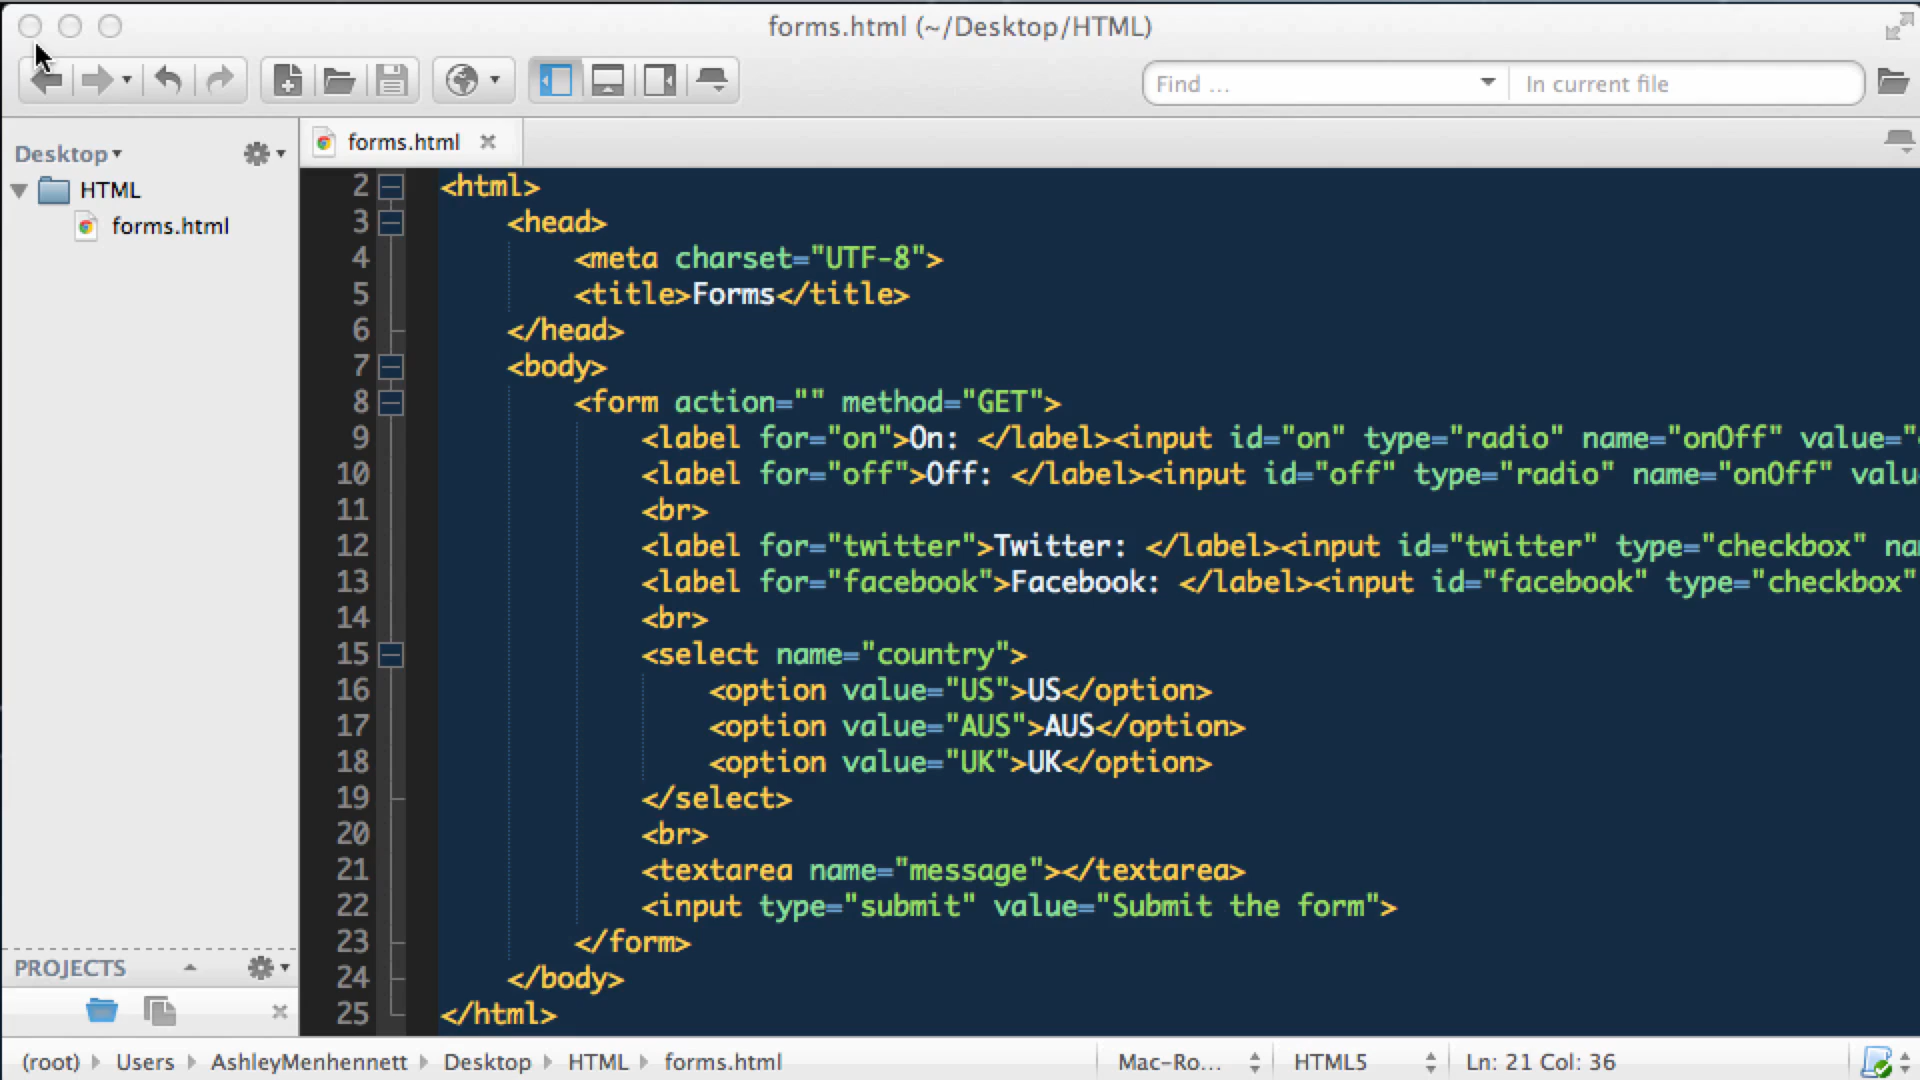 forms.html (~/Desktop/HTML)
Find ...
In current file
Desktop
forms.html
HTML
forms.html
2 <html>
3 <head>
4 <meta charset="UTF-8">
5 <title>Forms</title>
6 </head>
7 <body>
8 <form action="" method="GET">
9 <label for="on">On: </label><input id="on" type="radio" name="onOff" value="
10 <label for="off">Off: </label><input id="off" type="radio" name="onOff" valu
11 <br>
12 <label for="twitter">Twitter: </label><input id="twitter" type="checkbox" na
13 <label for="facebook">Facebook: </label><input id="facebook" type="checkbox"
14 <br>
15 <select name="country">
16 <option value="US">US</option>
17 <option value="AUS">AUS</option>
18 <option value="UK">UK</option>
19 </select>
20 <br>
21 <textarea name="message"></textarea>
22 <input type="submit" value="Submit the form">
23 </form>
24 </body>
25 </html>
PROJECTS
(root) Users AshleyMenhennett Desktop HTML forms.html
Mac-Ro... HTML5 Ln: 21 Col: 36